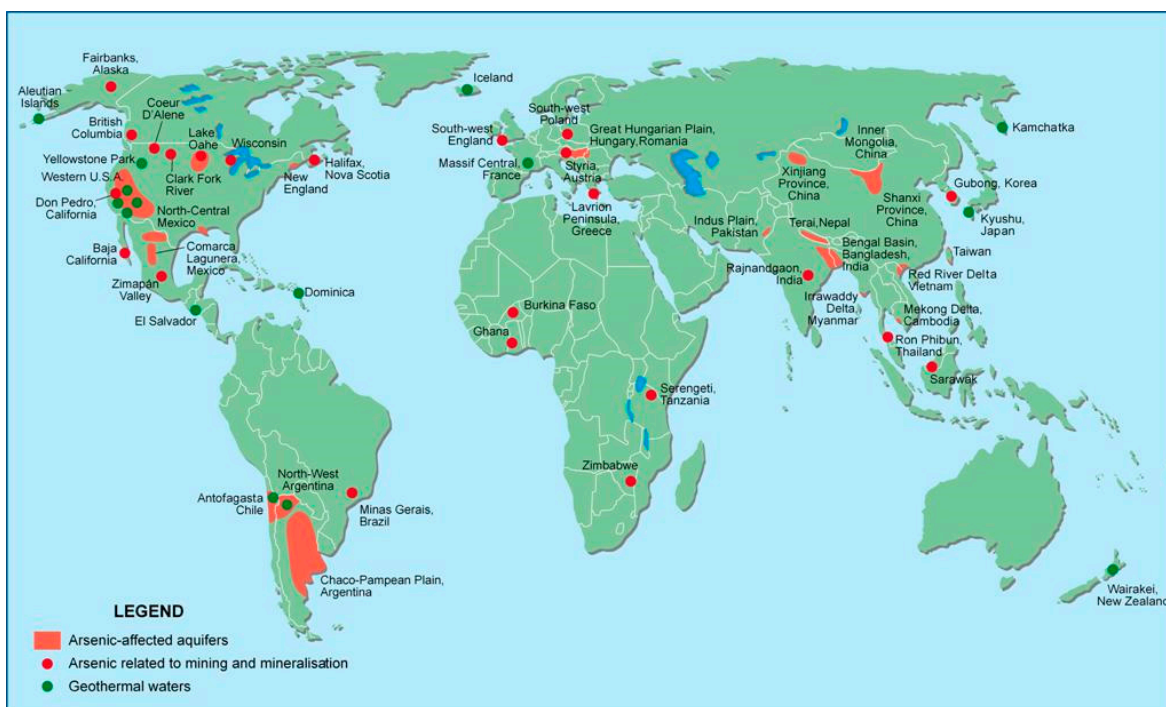 Fairbanks,
Alaska
Aleutian
Islands
Coeur
D'Alene
British
Columbia
Lake
Oahe
Wisconsin
Yellowstone Park
Western U.S.A.
Clark Fork
River
New
England
Halifax,
Nova Scotia
Don Pedro,
California
North-Central
Mexico
Baja
California
Comarca
Lagunera,
Mexico
Zimapán
Valley
El Salvador
Dominica
Iceland
South-west
England
South-west
Poland
Great Hungarian Plain,
Hungary,Romania
Massif Central,
France
Styria,
Austria
Lavrion
Peninsula,
Greece
Inner
Mongolia,
China
Kamchatka
Xinjiang
Province,
China
Shanxi
Province,
China
Gubong, Korea
Kyushu,
Japan
Indus Plain,
Pakistan
Terai,Nepal
Bengal Basin,
Bangladesh,
India
Taiwan
Rajnandgaon,
India
Red River Delta
Vietnam
Irrawaddy
Delta,
Myanmar
Mekong Delta,
Cambodia
Ron Phibun,
Thailand
Sarawak
Burkina Faso
Ghana
Serengeti,
Tanzania
Zimbabwe
North-West
Argentina
Antofagasta
Chile
Minas Gerais,
Brazil
Chaco-Pampean Plain,
Argentina
Wairakei,
New Zealand
LEGEND
Arsenic-affected aquifers
Arsenic related to mining and mineralisation
Geothermal waters